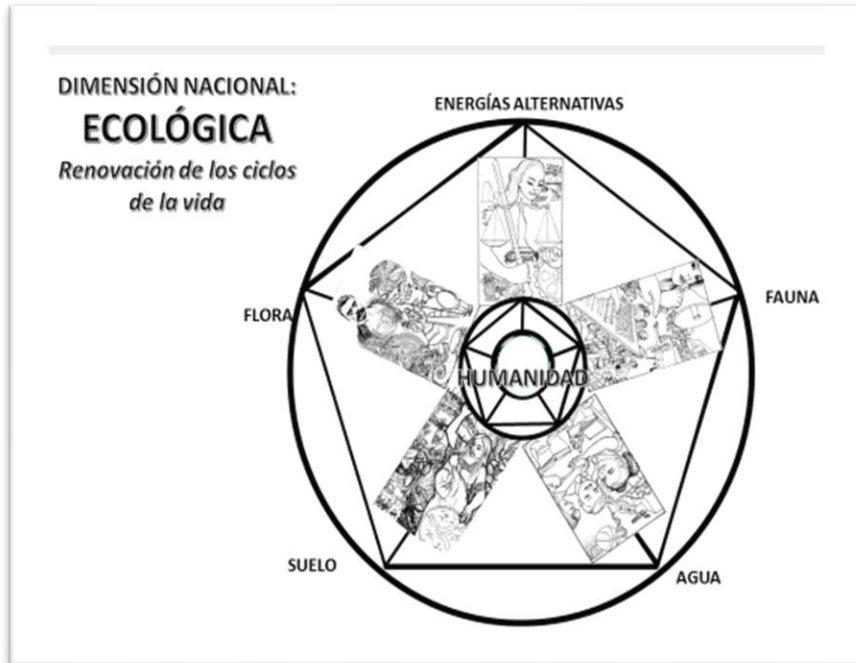 DIMENSIÓN NACIONAL:
ECOLÓGICA
Renovación de los ciclos
de la vida
ENERGÍAS ALTERNATIVAS
FAUNA
FLORA
HUMANIDAD
SUELO
AGUA